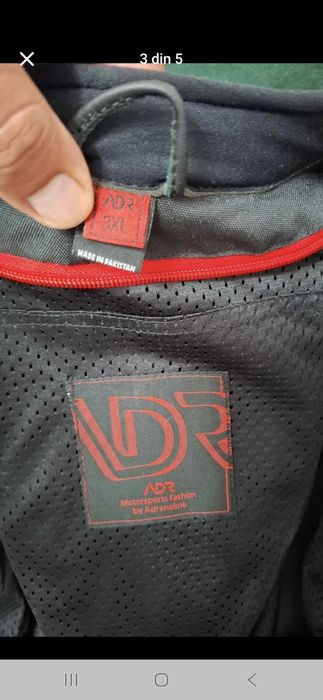 3 din 5
ADR
3XL
MADE IN PAKISTAN
ADR
ADR
Motorsports fashion
by Adrenaline